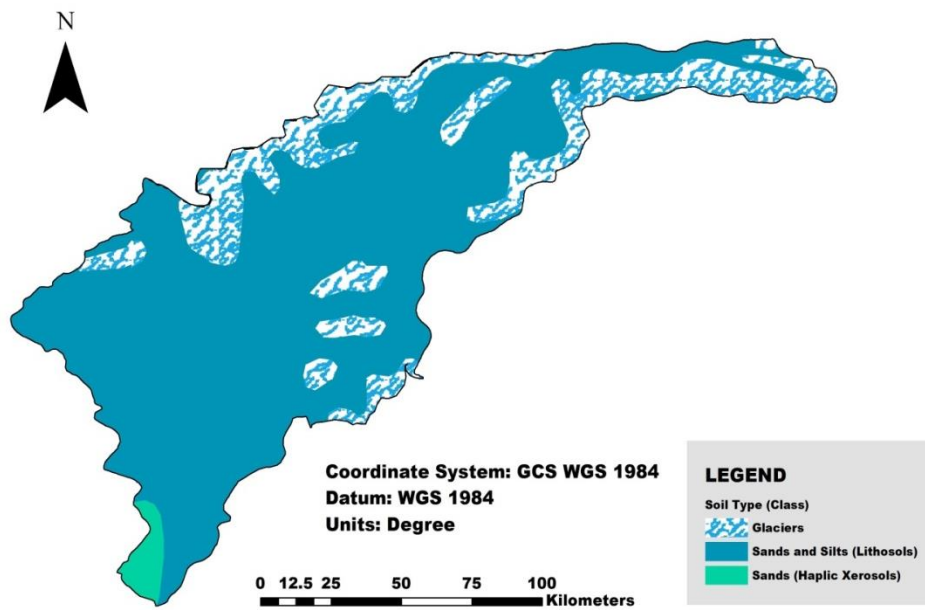 N
Coordinate System: GCS WGS 1984
Datum: WGS 1984
Units: Degree
0 12.5 25 50 75 100
Kilometers
LEGEND
Soil Type (Class)
Glaciers
Sands and Silts (Lithosols)
Sands (Haplic Xerosols)